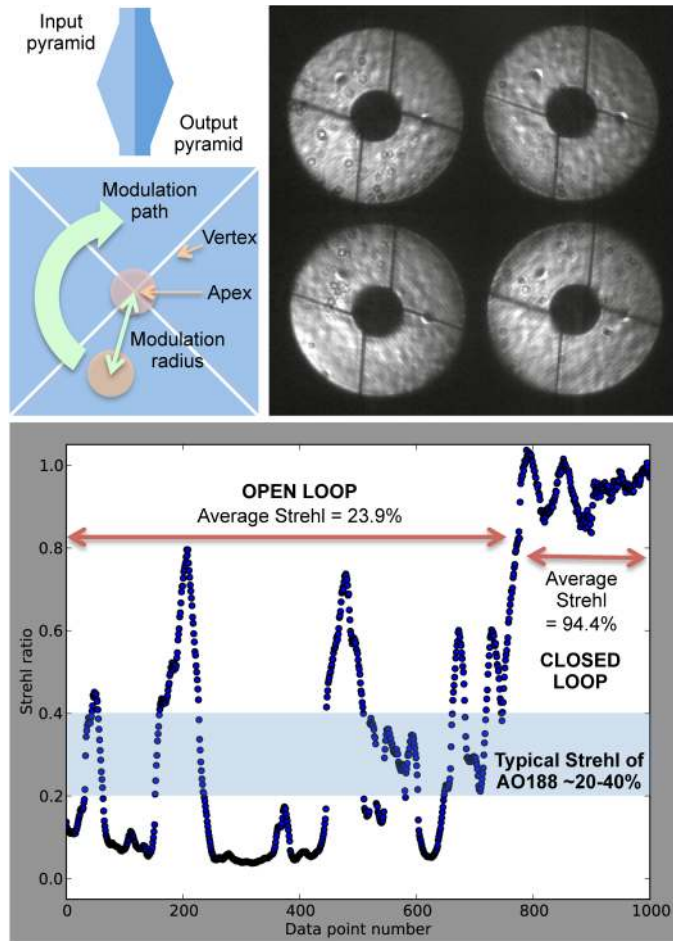 Input
pyramid
Output
pyramid
Modulation
path
Vertex
Apex
Modulation
radius
OPEN LOOP
Average Strehl = 23.9%
Average
Strehl
= 94.4%
CLOSED
LOOP
Typical Strehl of
AO188 ~20-40%
Strehl ratio
1.0
0.8
0.6
0.4
0.2
0.0
0
200
400
600
800
1000
Data point number